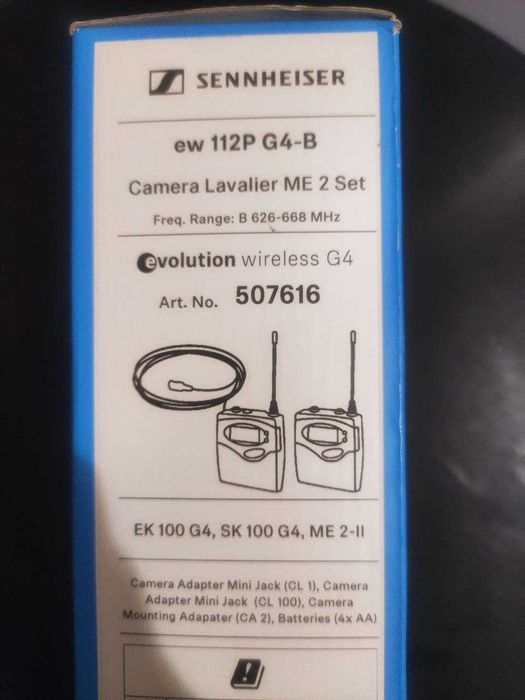 SENNHEISER
ew 112P G4-B
Camera Lavalier ME 2 Set
Freq. Range: B 626-668 MHz
evolution wireless G4
Art. No. 507616
EK 100 G4, SK 100 G4, ME 2-II
Camera Adapter Mini Jack (CL 1), Camera
Adapter Mini Jack (CL 100), Camera
Mounting Adapater (CA 2), Batteries (4x AA)